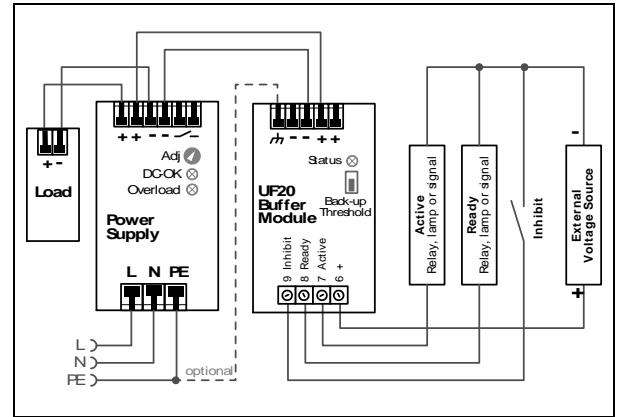 + -
Load
+ + - -
Adj
DC-OK
Overload
Power
Supply
L N PE
L
N
PE
optional
- - + +
Status
Back-up
Threshold
UF20
Buffer
Module
9 Inhibit
8 Ready
7 Active
6 +
Active
Relay, lamp or signal
Ready
Relay, lamp or signal
Inhibit
-
External
Voltage Source
+